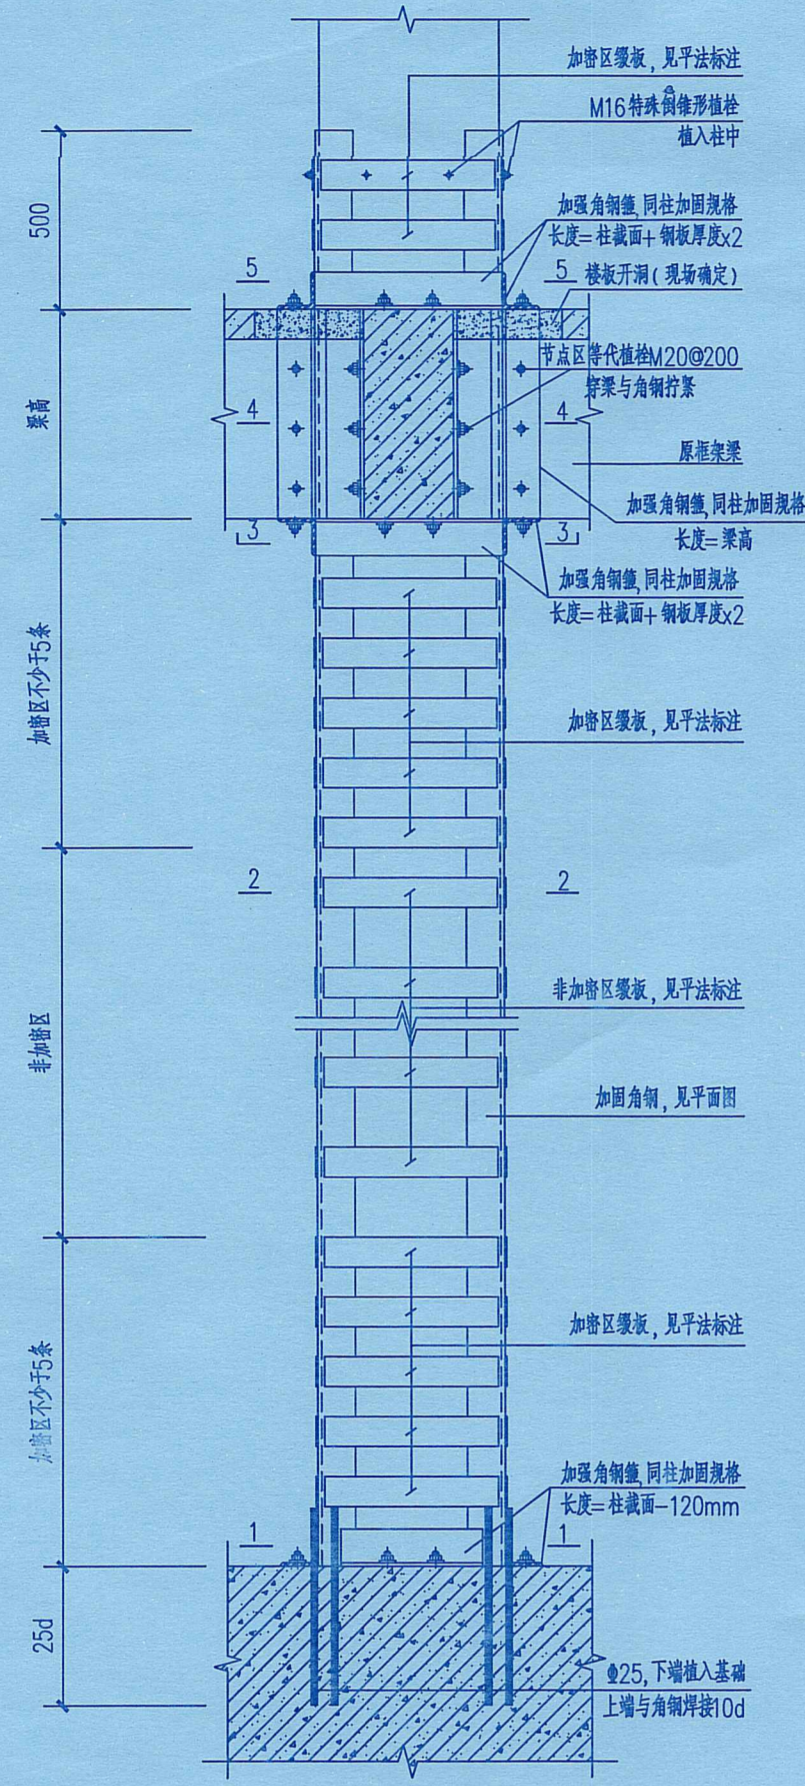 加密区缀板，见平法标注
M16特殊倒锥形植栓
植入柱中
500
加强角钢箍,同柱加固规格
长度=柱截面+钢板厚度x2
5
5
楼板开洞(现场确定)
节点区等代植栓M20@200
穿梁与角钢拧紧
梁高
4
4
原框架梁
加强角钢箍,同柱加固规格
长度=梁高
3
3
加强角钢箍,同柱加固规格
长度=柱截面+钢板厚度x2
加密区不少于5条
加密区缀板，见平法标注
2
2
非加密区缀板，见平法标注
非加密区
加固角钢，见平面图
加密区缀板，见平法标注
加密区不少于5条
加强角钢箍,同柱加固规格
长度=柱截面-120mm
1
1
25d
Φ25,下端植入基础
上端与角钢焊接10d